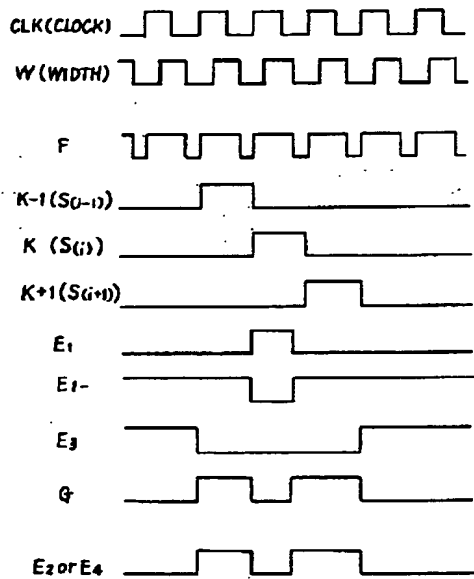 CLK(CLOCK)
W(WIDTH)
F
K-1(S(i-1))
K (S(i))
K+1(S(i+1))
E1
E1-
E3
G
E2 or E4